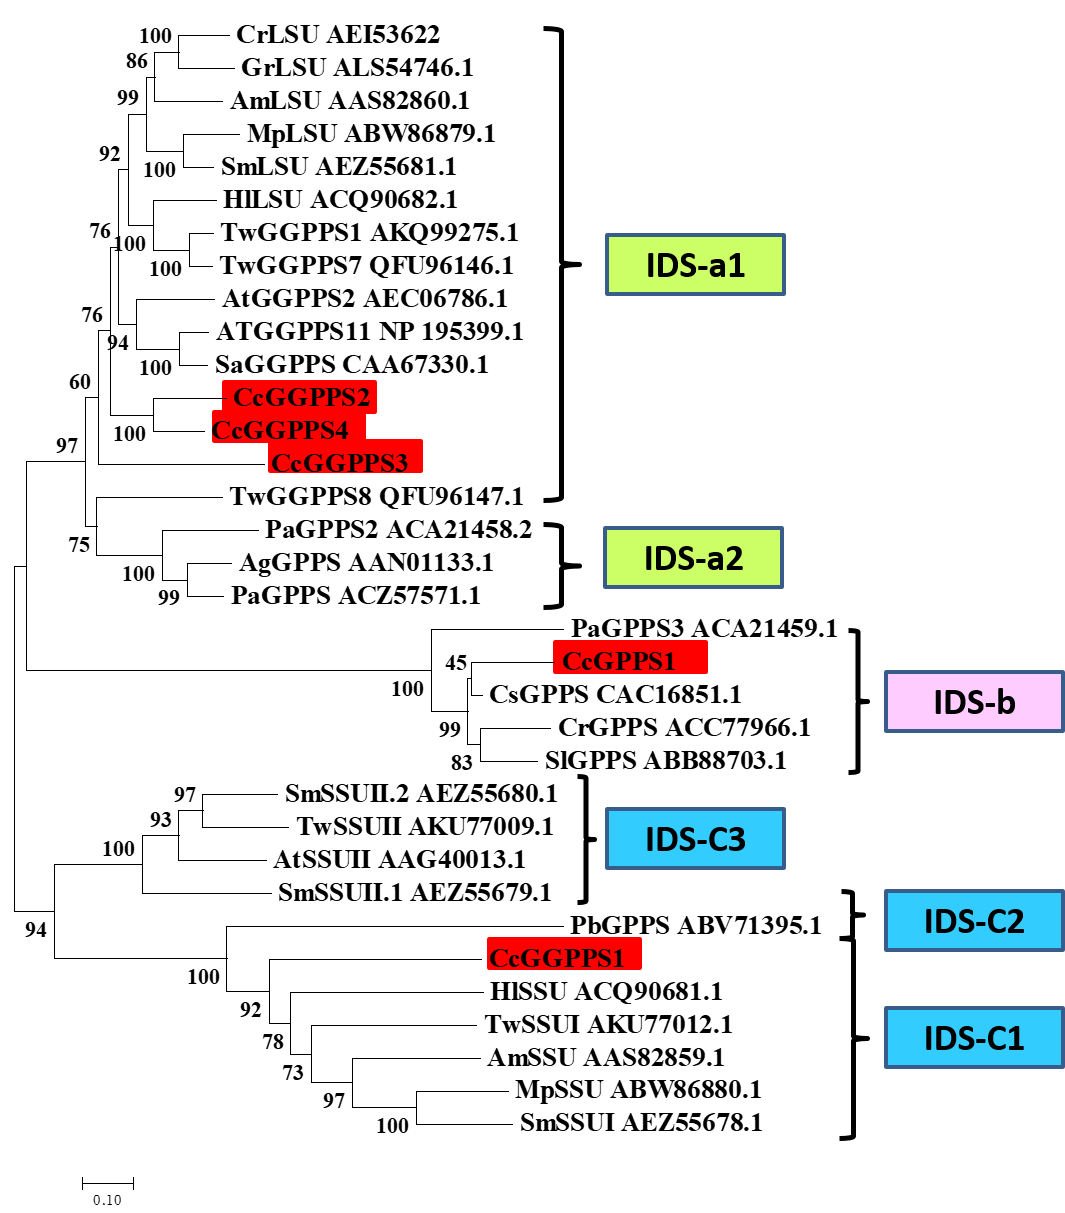 100
CrLSU AEI53622
86
GrLSU ALS54746.1
99
AmLSU AAS82860.1
MpLSU ABW86879.1
92
100
SmLSU AEZ55681.1
HlLSU ACQ90682.1
76
100
TwGGPPS1 AKQ99275.1
100
TwGGPPS7 QFU96146.1
IDS-a1
AtGGPPS2 AEC06786.1
76
94
ATGGPPS11 NP 195399.1
100
SaGGPPS CAA67330.1
60
CcGGPPS2
100
CcGGPPS4
97
CcGGPPS3
TwGGPPS8 QFU96147.1
75
PaGPPS2 ACA21458.2
100
AgGPPS AAN01133.1
IDS-a2
99
PaGPPS ACZ57571.1
PaGPPS3 ACA21459.1
45
CcGPPS1
100
CsGPPS CAC16851.1
IDS-b
99
CrGPPS ACC77966.1
83
SlGPPS ABB88703.1
97
SmSSUII.2 AEZ55680.1
93
TwSSUII AKU77009.1
IDS-C3
100
AtSSUII AAG40013.1
SmSSUII.1 AEZ55679.1
94
PbGPPS ABV71395.1
IDS-C2
100
CcGGPPS1
92
HlSSU ACQ90681.1
78
TwSSUI AKU77012.1
IDS-C1
73
AmSSU AAS82859.1
97
MpSSU ABW86880.1
100
SmSSUI AEZ55678.1
0.10